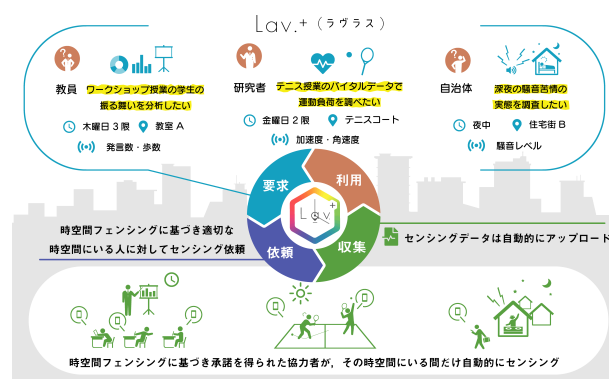 Lav.+（ラヴラス）
教員
ワークショップ授業の学生の
振る舞いを分析したい
木曜日3限
教室A
発言数・歩数
研究者
テニス授業のバイタルデータで
運動負荷を調べたい
金曜日2限
テニスコート
加速度・角速度
自治体
深夜の騒音苦情の
実態を調査したい
夜中
住宅街B
騒音レベル
要求
利用
Lav+
依頼
収集
時空間フェンシングに基づき適切な
時空間にいる人に対してセンシング依頼
センシングデータは自動的にアップロード
時空間フェンシングに基づき承諾を得られた協力者が，その時空間にいる間だけ自動的にセンシング